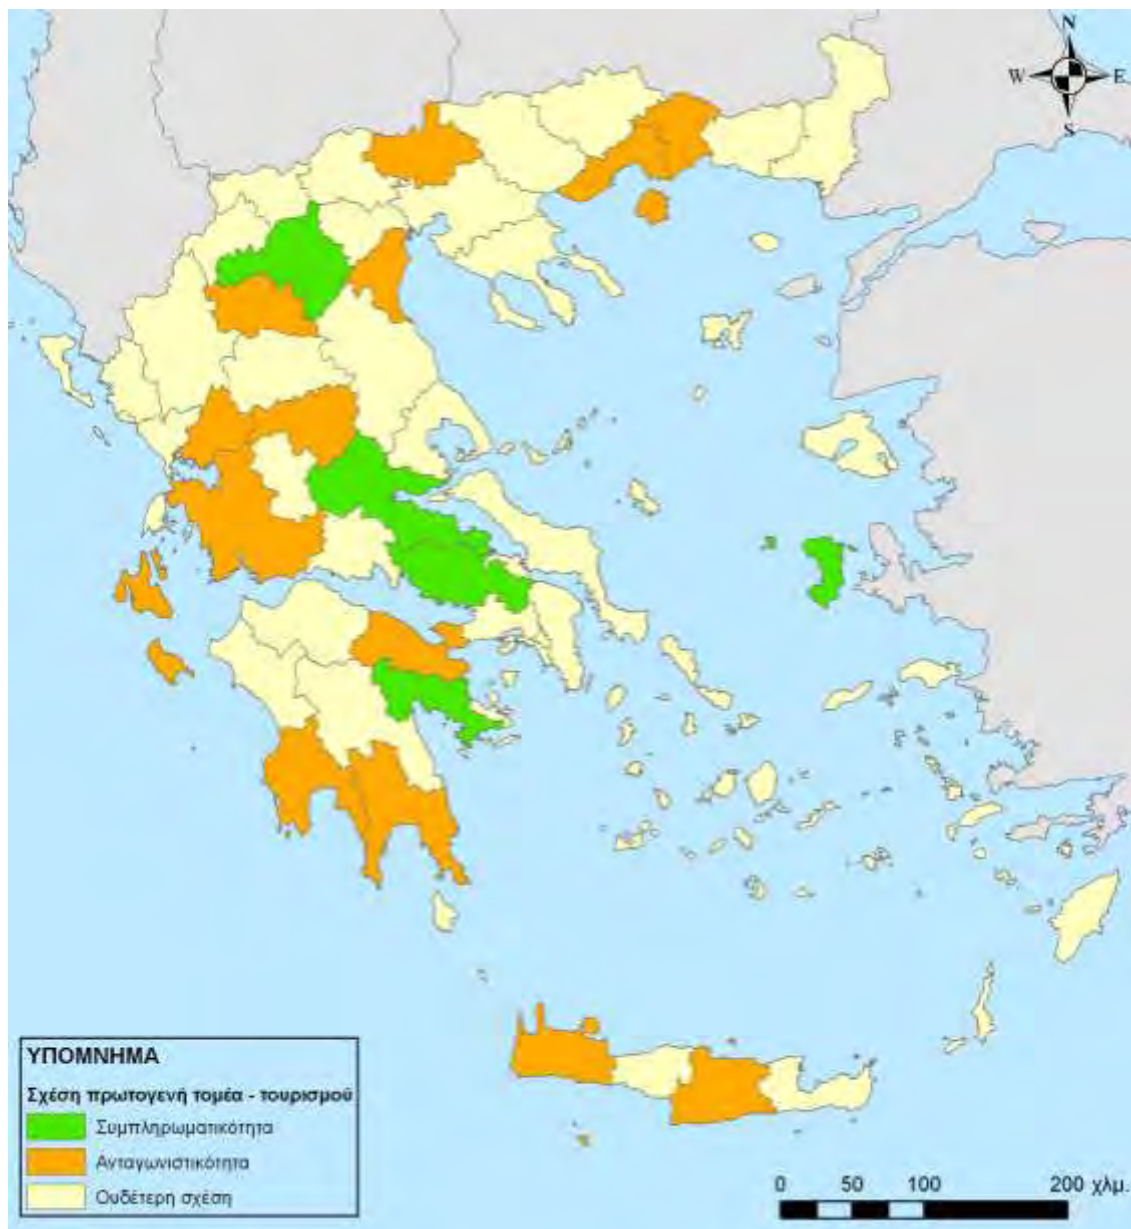 N
W E
S
ΥΠΟΜΝΗΜΑ
Σχέση πρωτογενή τομέα - τουρισμού
Συμπληρωματικότητα
Ανταγωνιστικότητα
Ουδέτερη σχέση
0 50 100 200 χλμ.